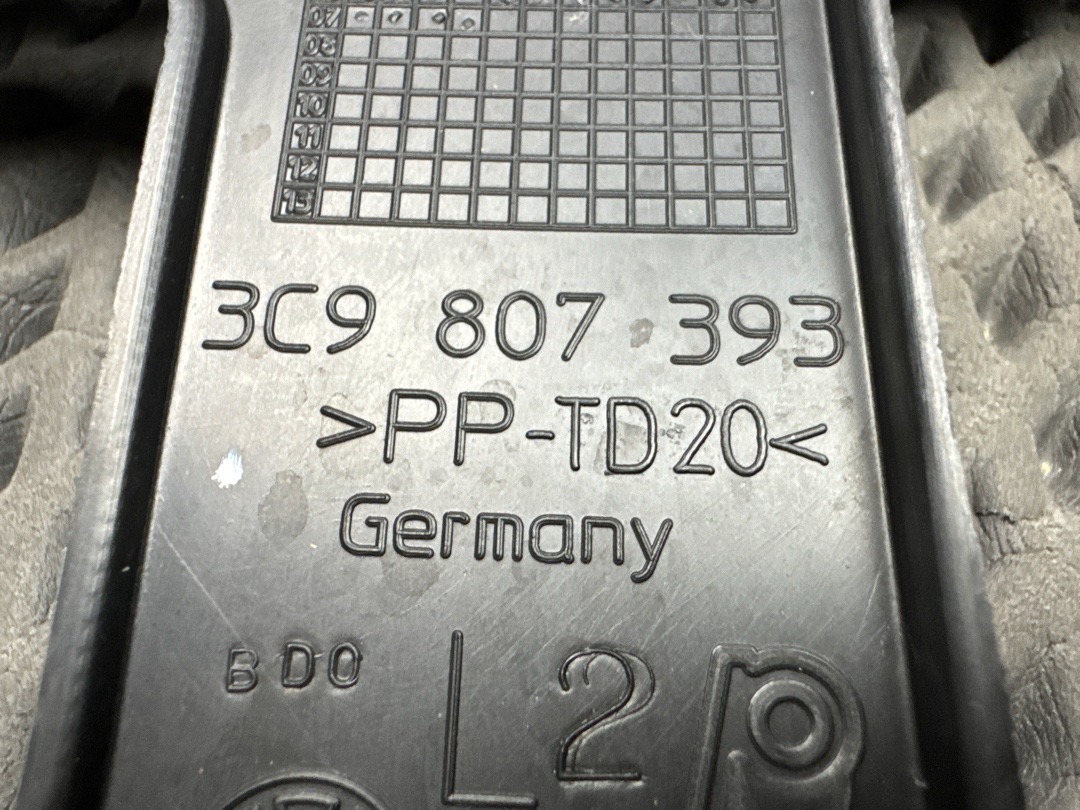 07
08
09
10
11
12
13
3C9 807 393
>PP-TD20<
Germany
BDO
L2